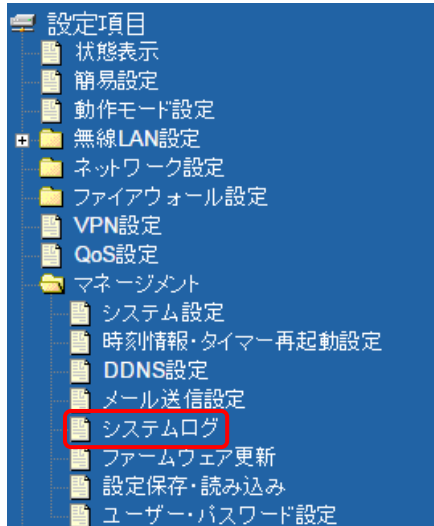 設定項目
状態表示
簡易設定
動作モード設定
無線LAN設定
ネットワーク設定
ファイアウォール設定
VPN設定
QoS設定
マネージメント
システム設定
時刻情報・タイマー再起動設定
DDNS設定
メール送信設定
システムログ
ファームウェア更新
設定保存・読み込み
ユーザー・パスワード設定